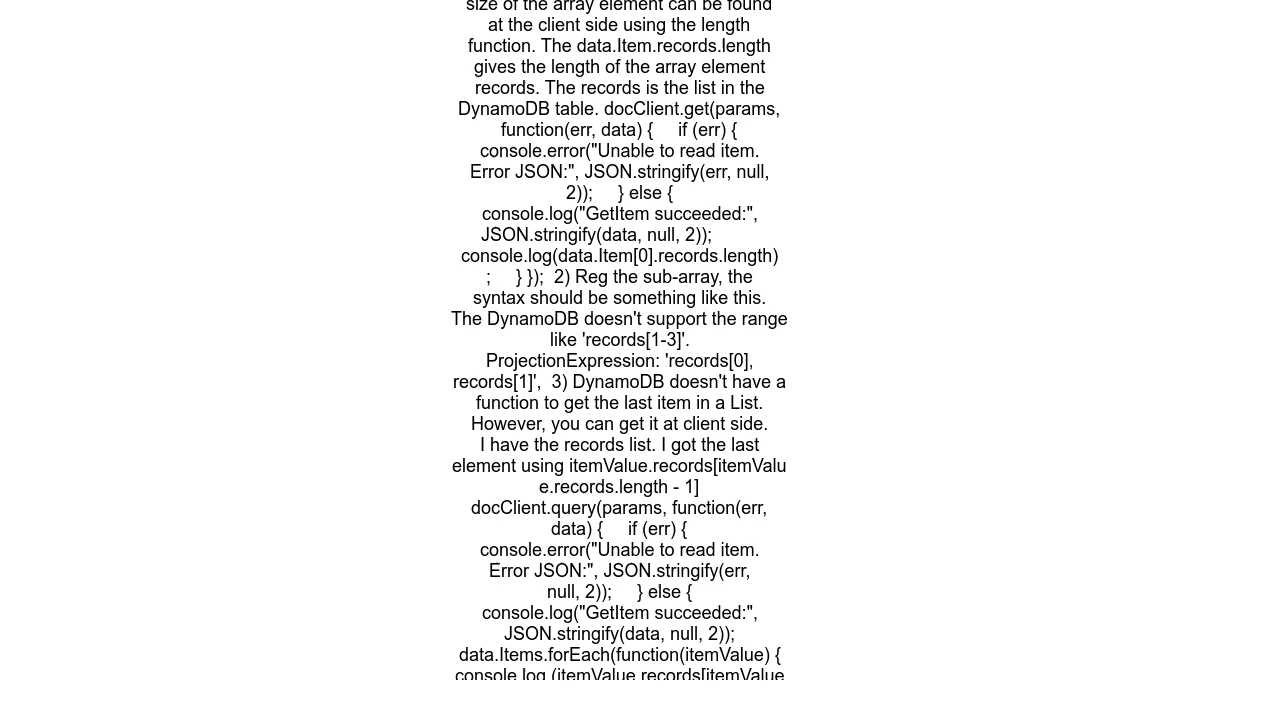 size of the array element can be found
at the client side using the length
function. The data.Item.records.length
gives the length of the array element
records. The records is the list in the
DynamoDB table. docClient.get(params,
function(err, data) {     if (err) {
console.error("Unable to read item.
Error JSON:", JSON.stringify(err, null,
2));     } else {
console.log("GetItem succeeded:",
JSON.stringify(data, null, 2));
console.log(data.Item[0].records.length)
;     } });  2) Reg the sub-array, the
syntax should be something like this.
The DynamoDB doesn't support the range
like 'records[1-3]'.
ProjectionExpression: 'records[0],
records[1]',  3) DynamoDB doesn't have a
function to get the last item in a List.
However, you can get it at client side.
I have the records list. I got the last
element using itemValue.records[itemValu
e.records.length - 1]
docClient.query(params, function(err,
data) {     if (err) {
console.error("Unable to read item.
Error JSON:", JSON.stringify(err,
null, 2));     } else {
console.log("GetItem succeeded:",
JSON.stringify(data, null, 2));
data.Items.forEach(function(itemValue) {
console.log (itemValue.records[itemValue